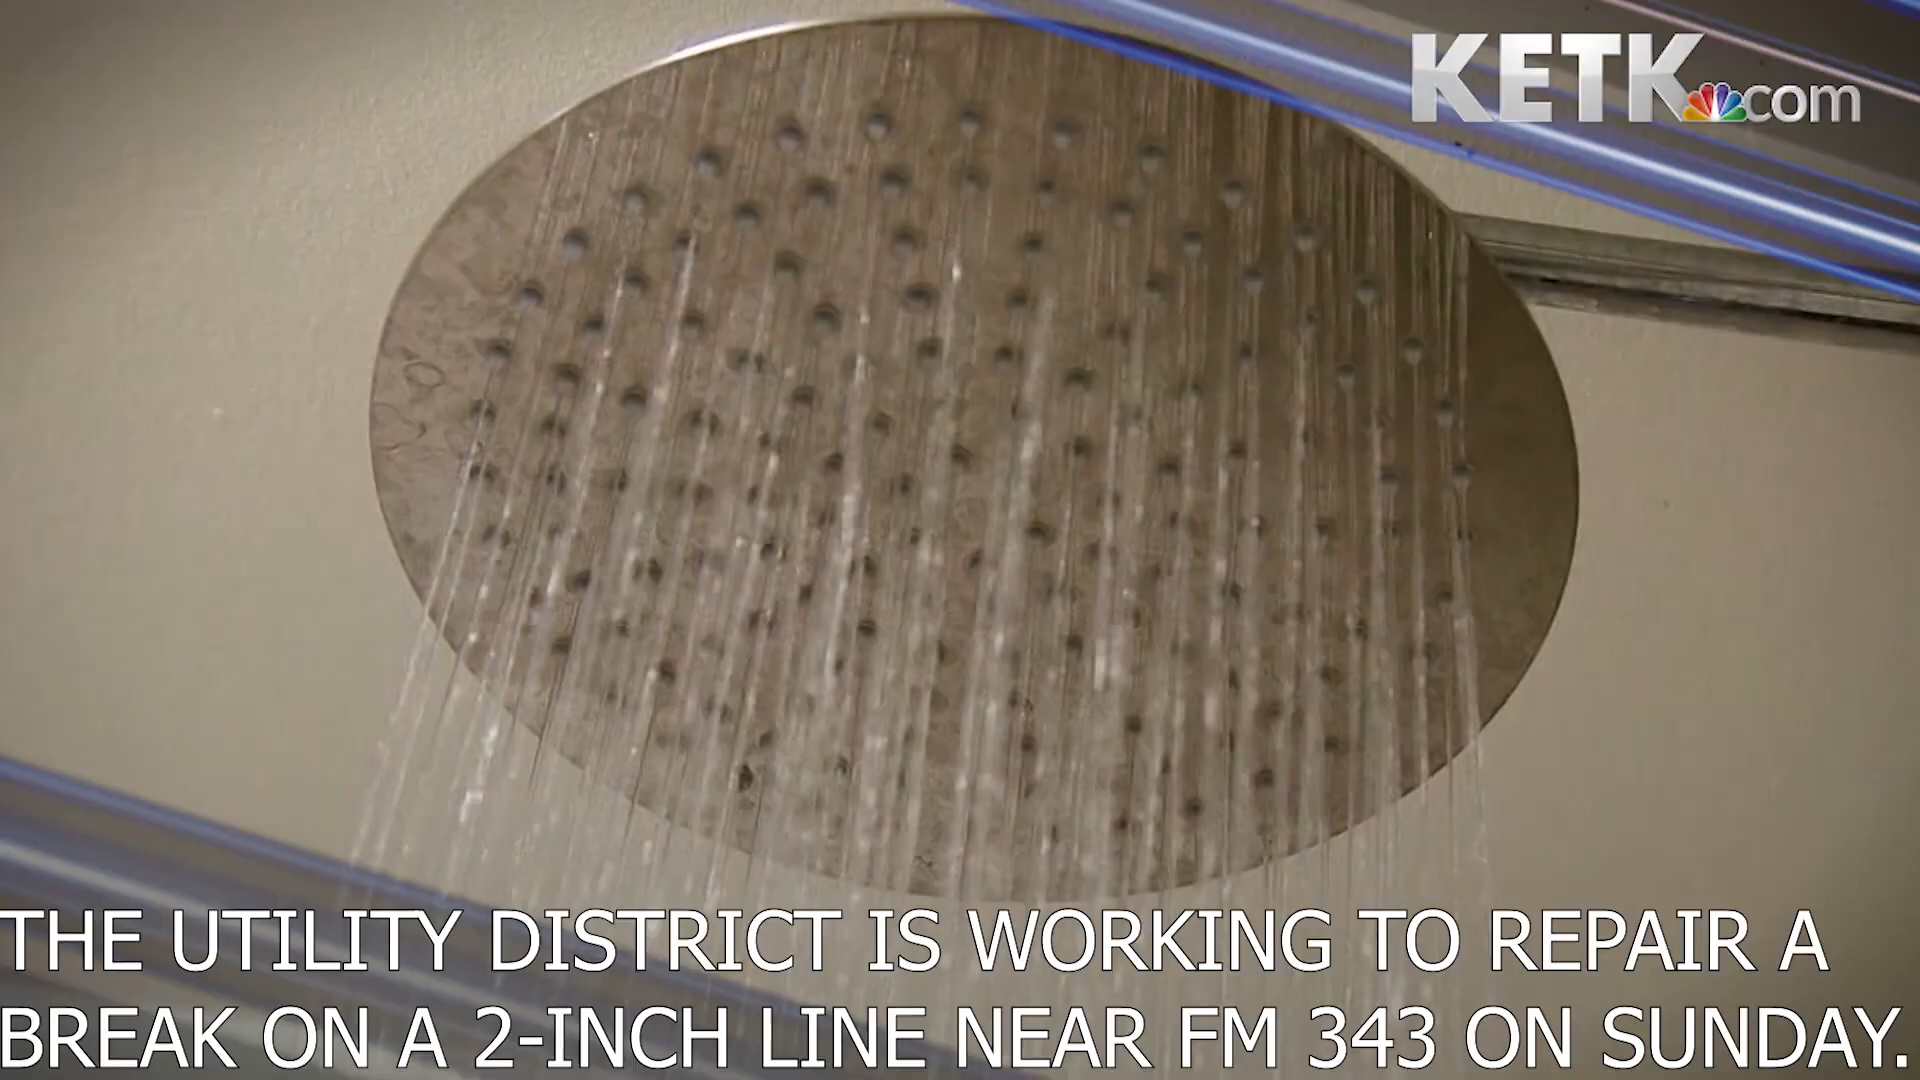 KETK.com
THE UTILITY DISTRICT IS WORKING TO REPAIR A
BREAK ON A 2-INCH LINE NEAR FM 343 ON SUNDAY.